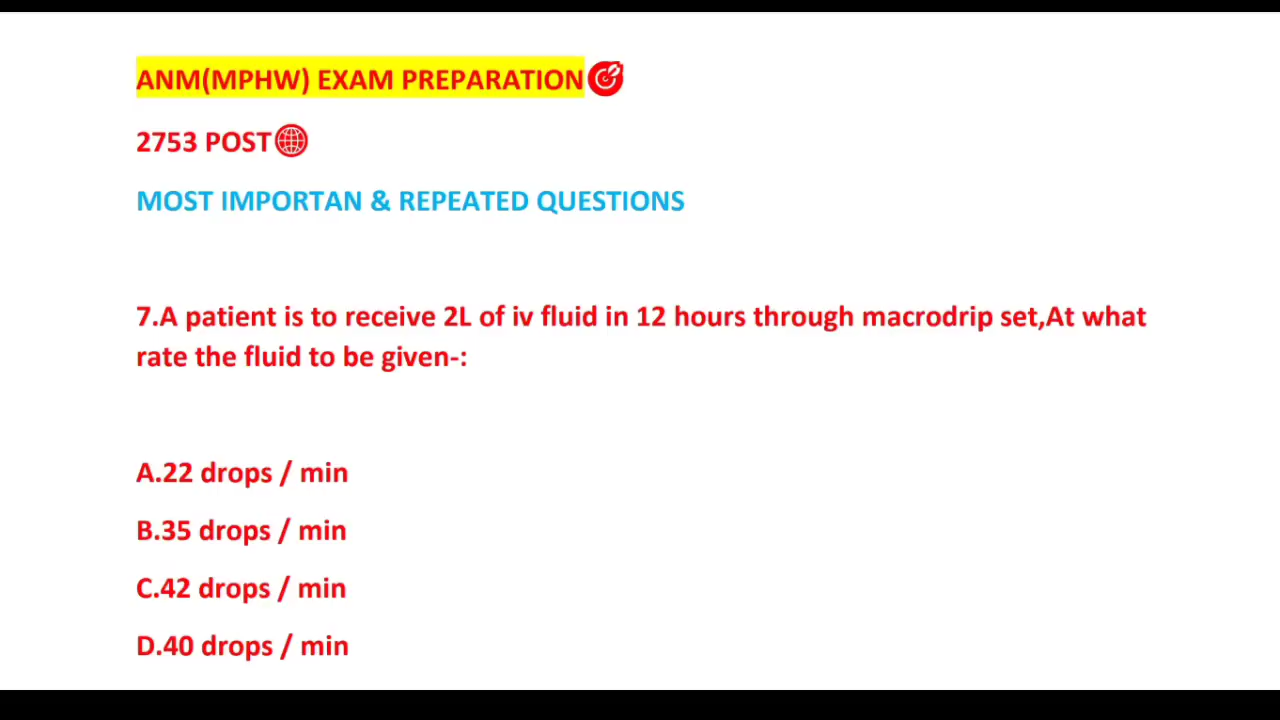 ANM(MPHW) EXAM PREPARATION
2753 POST
MOST IMPORTAN & REPEATED QUESTIONS
7.A patient is to receive 2L of iv fluid in 12 hours through macrodrip set,At what
rate the fluid to be given-:
A.22 drops / min
B.35 drops / min
C.42 drops / min
D.40 drops / min